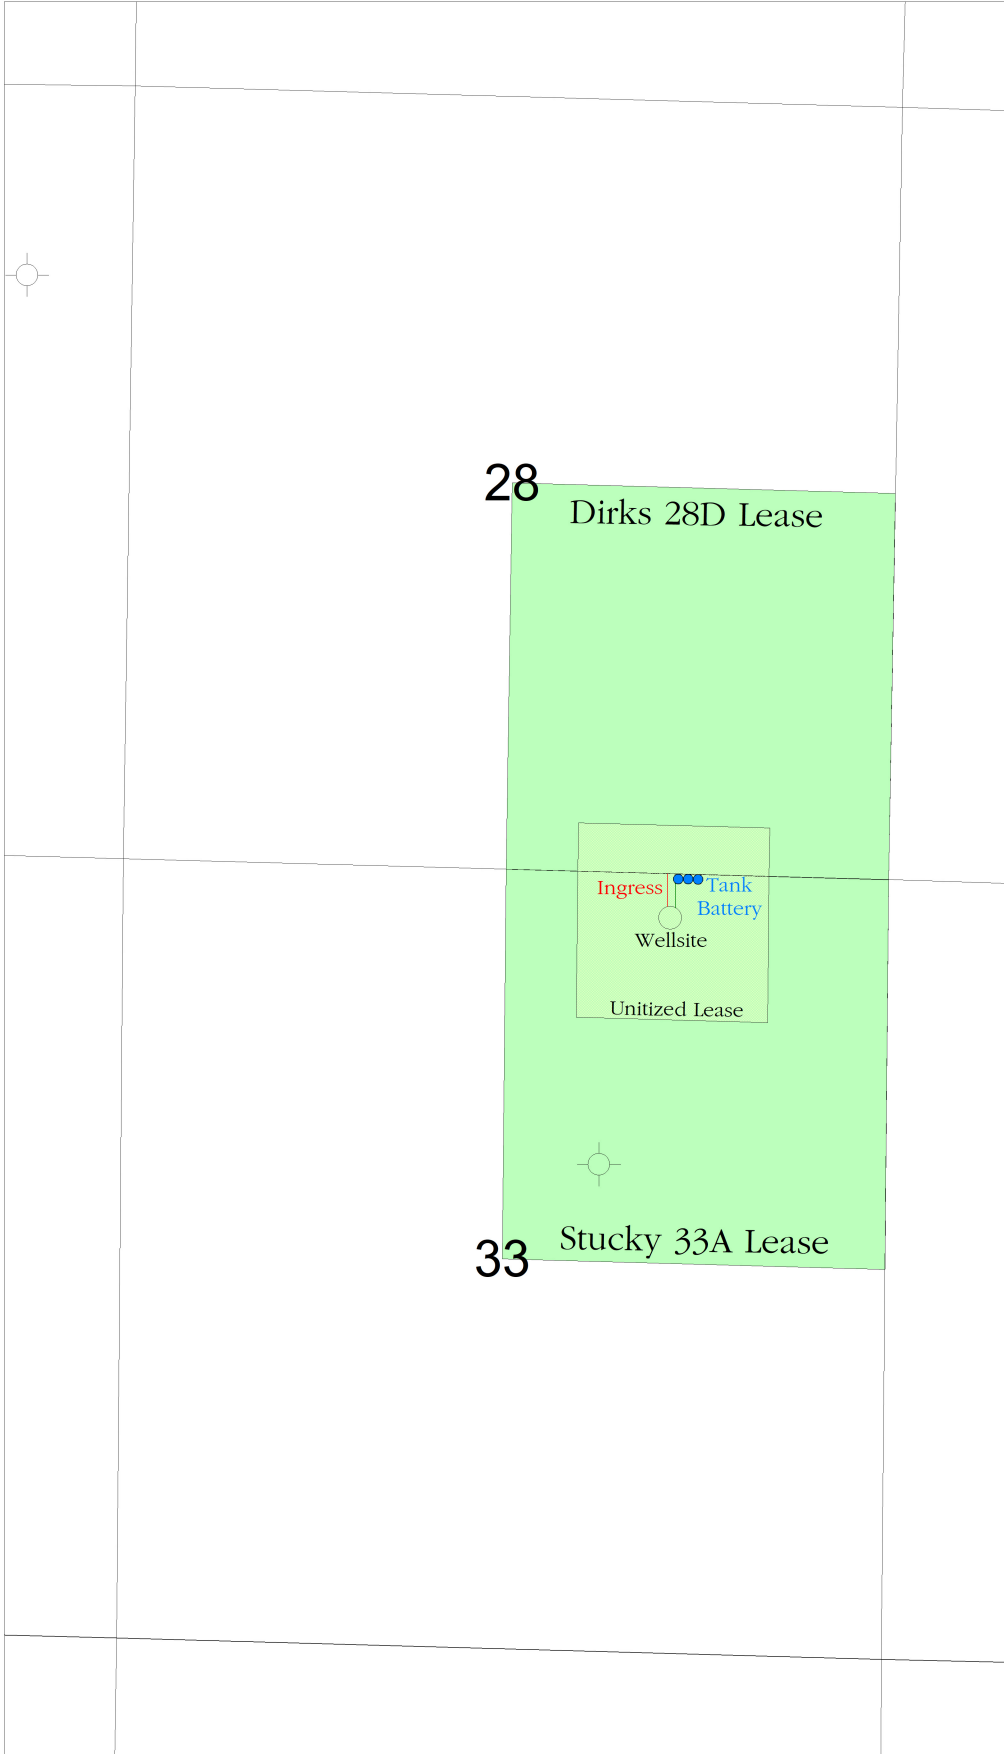 28
Dirks 28D Lease
Ingress
Tank
Battery
Wellsite
Unitized Lease
Stucky 33A Lease
33